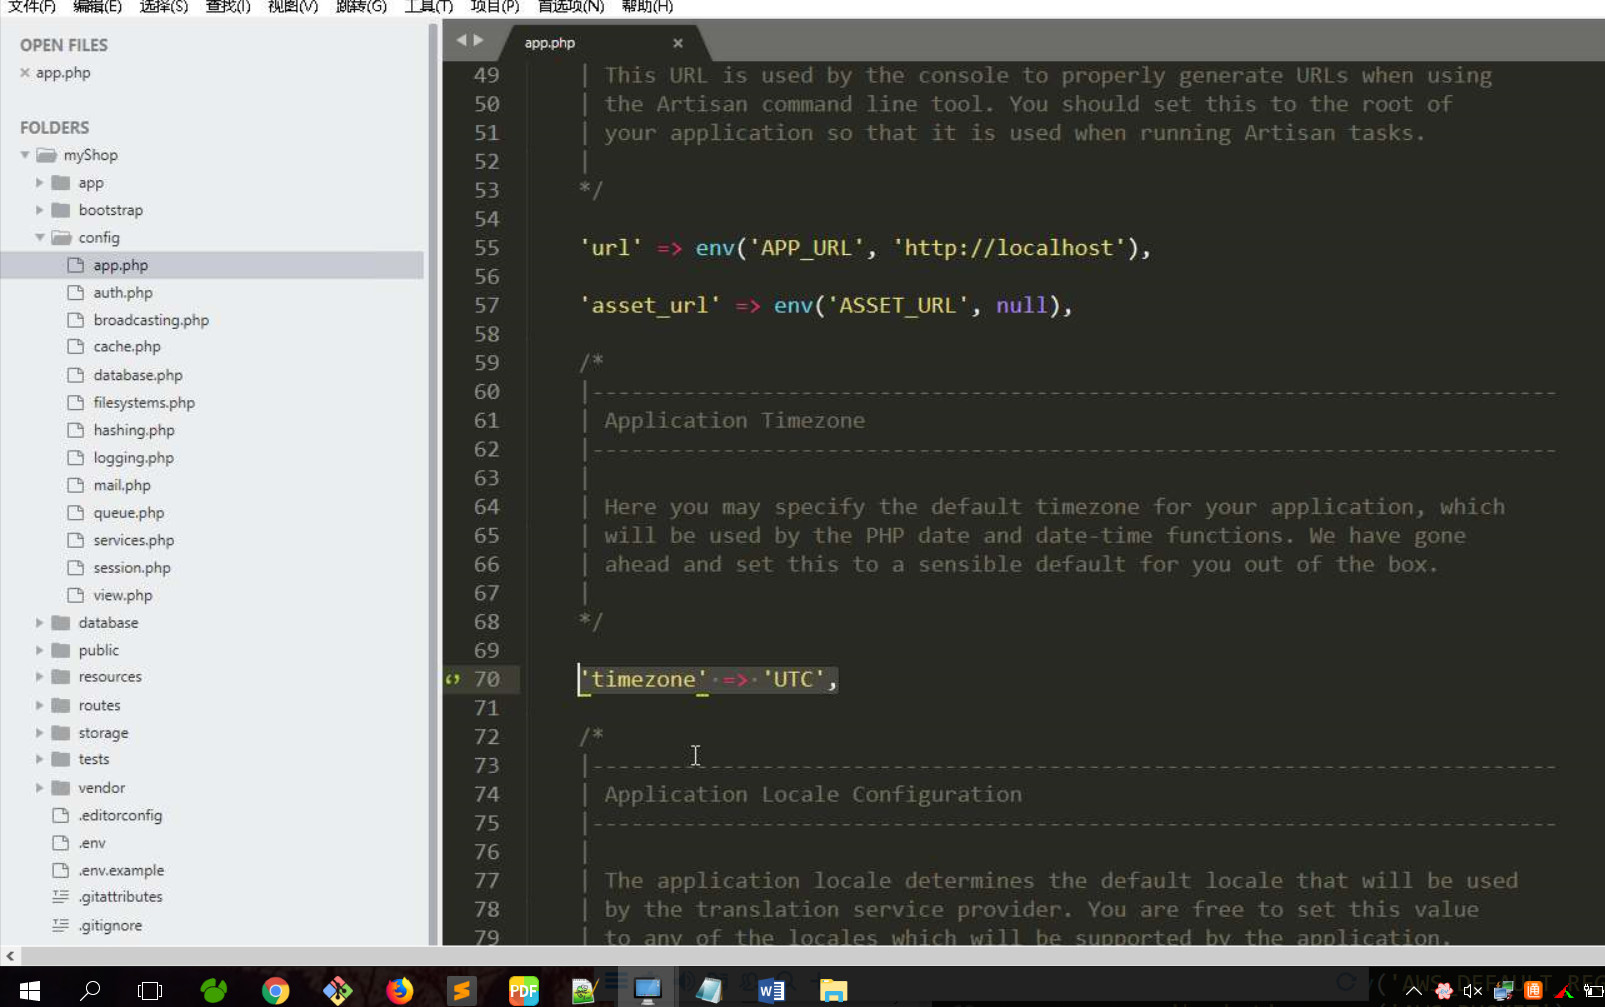 文件(F) 编辑(E) 选择(S) 查找(I) 视图(V) 跳转(G) 工具(T) 项目(P) 首选项(N) 帮助(H)
OPEN FILES
app.php
FOLDERS
myShop
app
bootstrap
config
app.php
auth.php
broadcasting.php
cache.php
database.php
filesystems.php
hashing.php
logging.php
mail.php
queue.php
services.php
session.php
view.php
database
public
resources
routes
storage
tests
vendor
.editorconfig
.env
.env.example
.gitattributes
.gitignore
app.php
49 | This URL is used by the console to properly generate URLs when using
50 | the Artisan command line tool. You should set this to the root of
51 | your application so that it is used when running Artisan tasks.
52 |
53 */
54
55 'url' => env('APP_URL', 'http://localhost'),
56
57 'asset_url' => env('ASSET_URL', null),
58
59 /*
60 |--------------------------------------------------------------------------
61 | Application Timezone
62 |--------------------------------------------------------------------------
63 |
64 | Here you may specify the default timezone for your application, which
65 | will be used by the PHP date and date-time functions. We have gone
66 | ahead and set this to a sensible default for you out of the box.
67 |
68 */
69
70 'timezone' => 'UTC',
71
72 /*
73 |--------------------------------------------------------------------------
74 | Application Locale Configuration
75 |--------------------------------------------------------------------------
76 |
77 | The application locale determines the default locale that will be used
78 | by the translation service provider. You are free to set this value
79 | to any of the locales which will be supported by the application.
PDF
('AWS_DEFAULT_REG